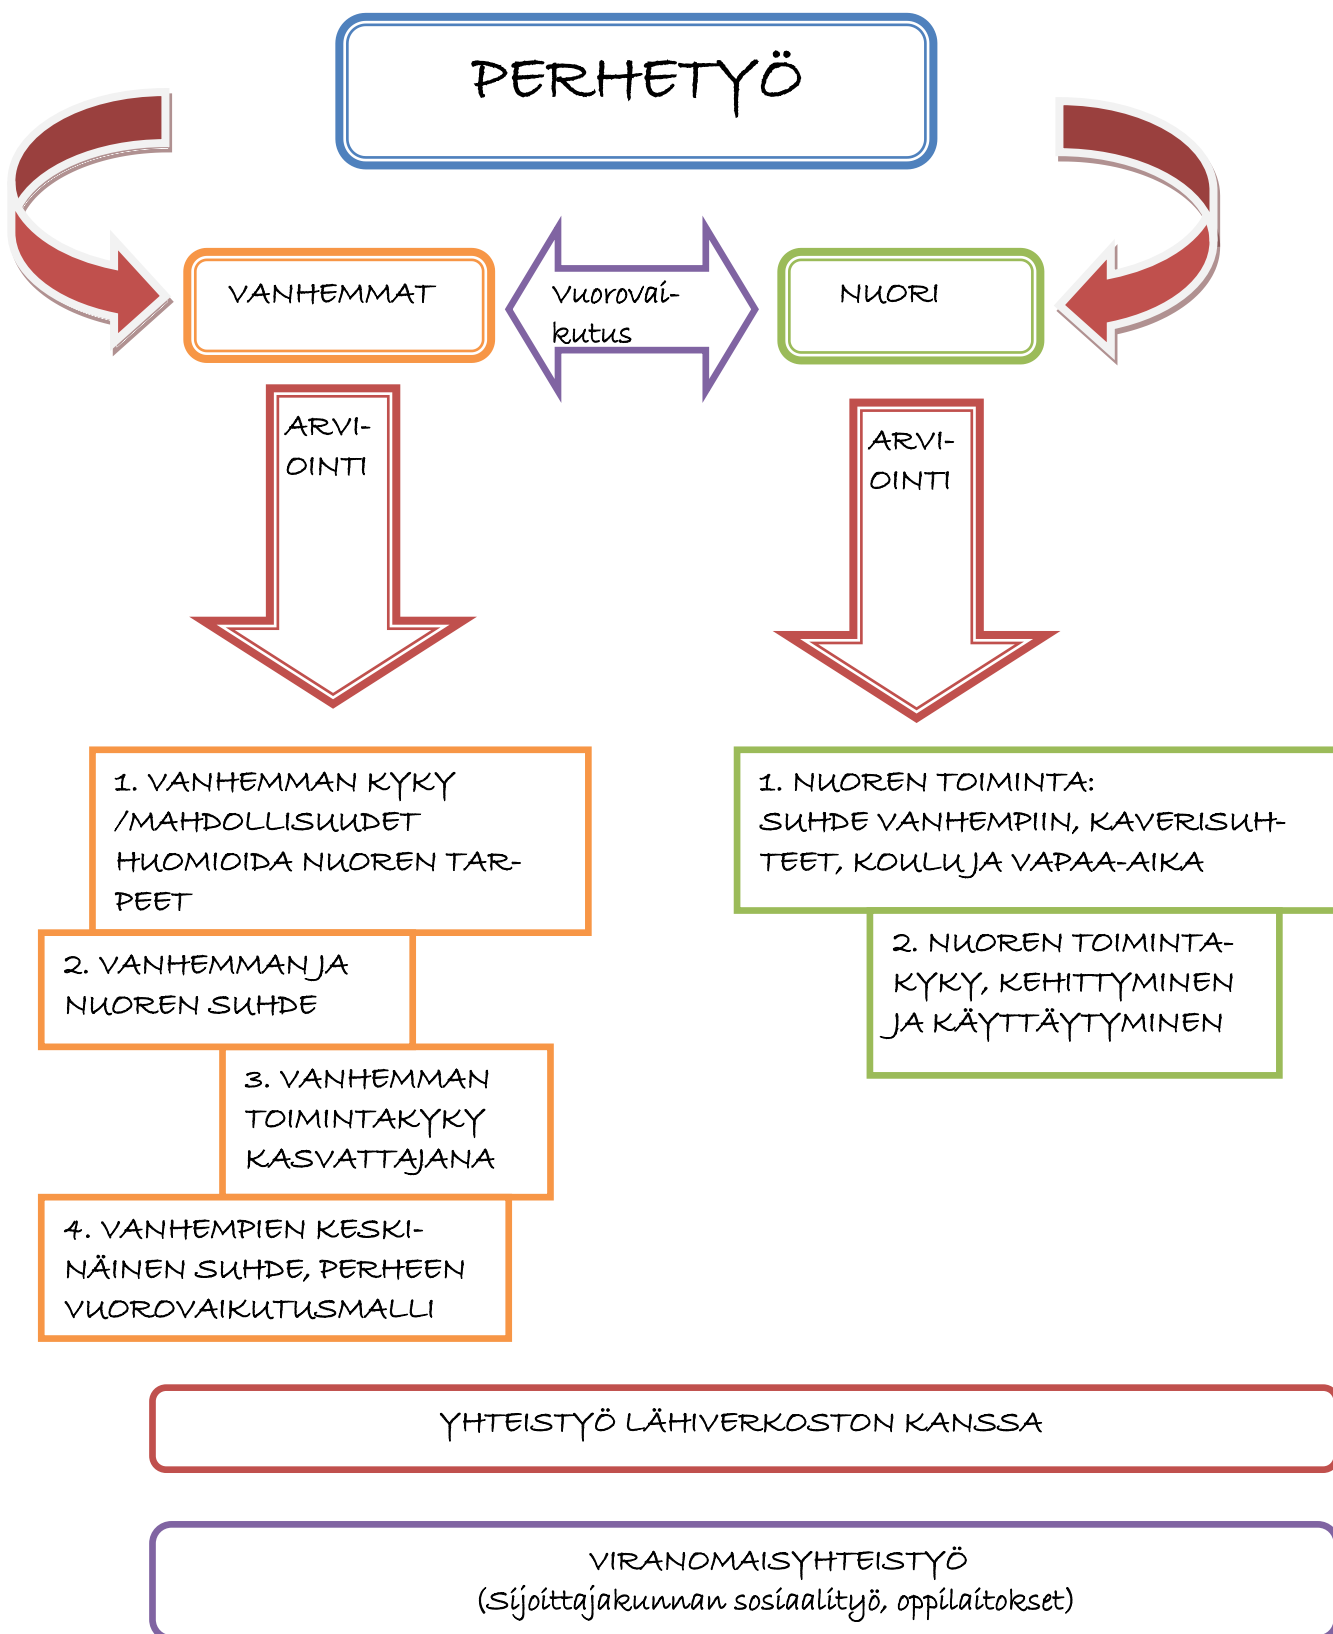 PERHETYÖ
VANHEMMAT
Vuorovai-
kutus
NUORI
ARVI-
OINTI
ARVI-
OINTI
1. VANHEMMAN KYKY
/MAHDOLLISUUDET
HUOMIOIDA NUOREN TAR-
PEET
2. VANHEMMAN JA
NUOREN SUHDE
3. VANHEMMAN
TOIMINTAKYKY
KASVATTAJANA
4. VANHEMPIEN KESKI-
NÄINEN SUHDE, PERHEEN
VUOROVAIKUTUSMALLI
1. NUOREN TOIMINTA:
SUHDE VANHEMPIIN, KAVERISUH-
TEET, KOULU JA VAPAA-AIKA
2. NUOREN TOIMINTA-
KYKY, KEHITTYMINEN
JA KÄYTTÄYTYMINEN
YHTEISTYÖ LÄHIVERKOSTON KANSSA
VIRANOMAISYHTEISTYÖ
(Sijoittajakunnan sosiaalityö, oppilaitokset)